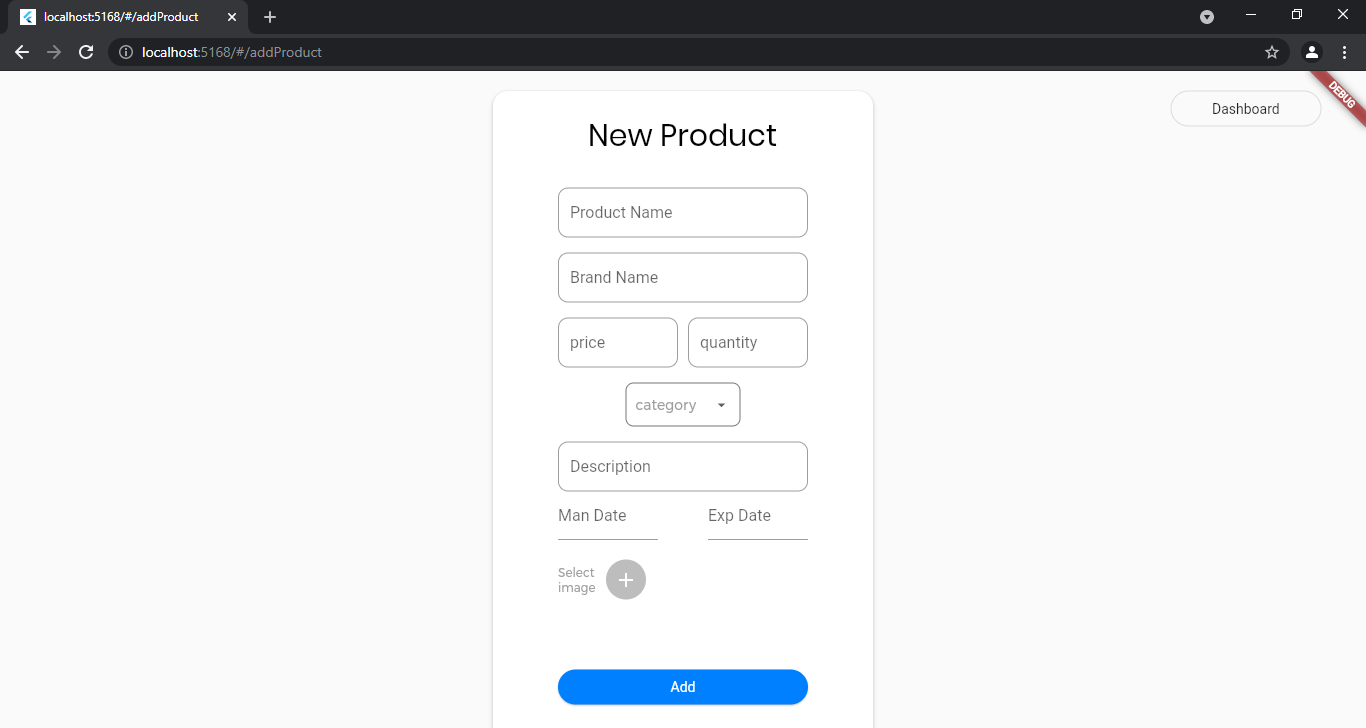 localhost:5168/#/addProduct
localhost:5168/#/addProduct
DEBUG
Dashboard
New Product
Product Name
Brand Name
price quantity
category
Description
Man Date Exp Date
Select
image
Add